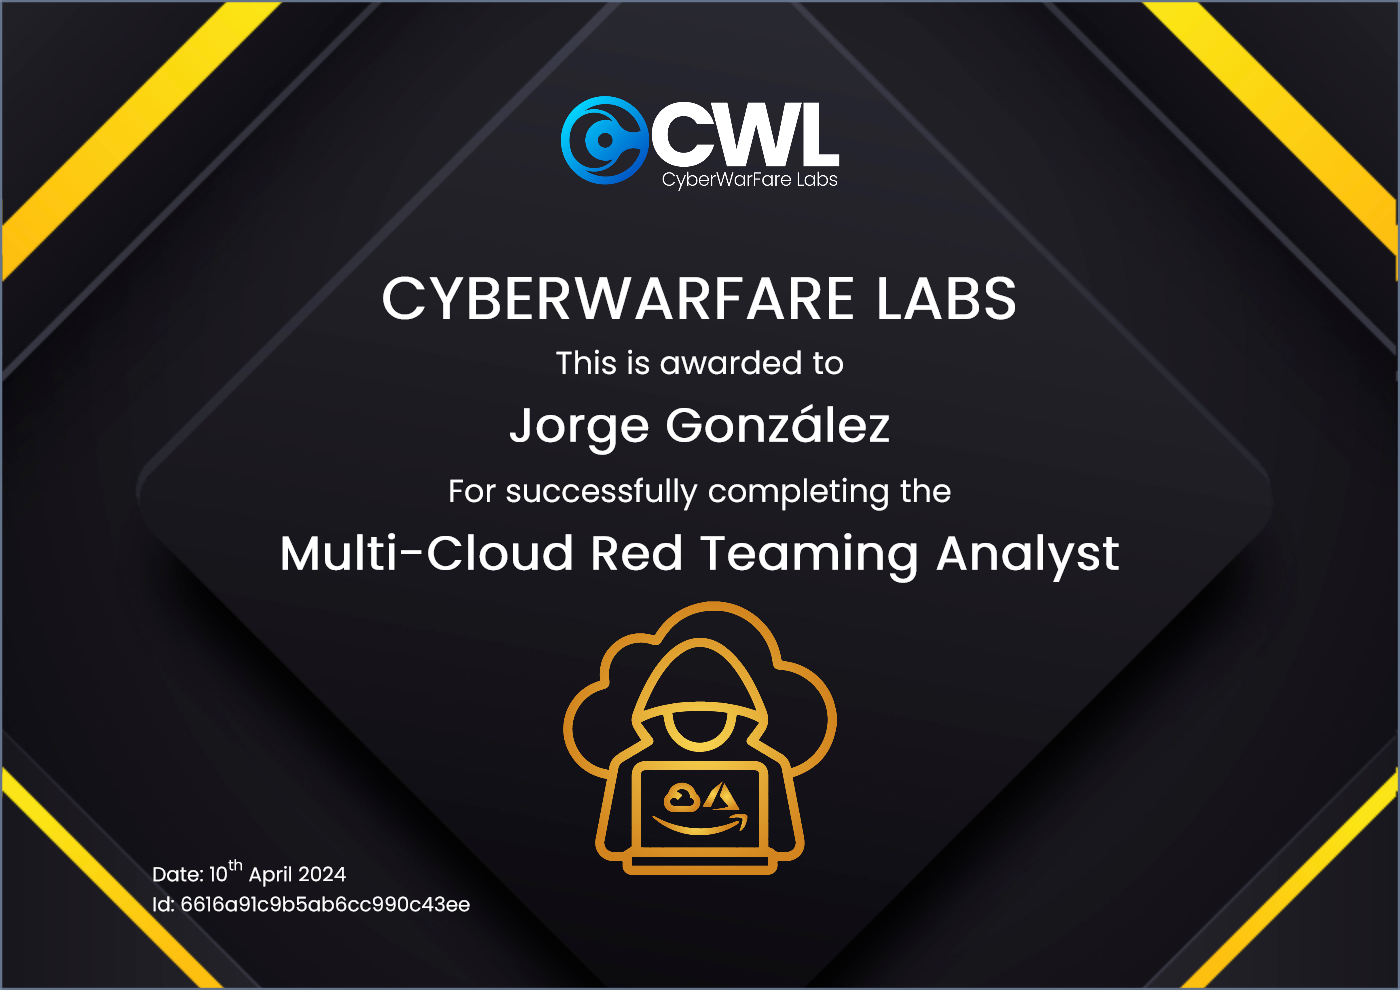 CWL
CyberWarFare Labs
CYBERWARFARE LABS
This is awarded to
Jorge González
For successfully completing the
Multi-Cloud Red Teaming Analyst
Date: 10th April 2024
Id: 6616a91c9b5ab6cc990c43ee